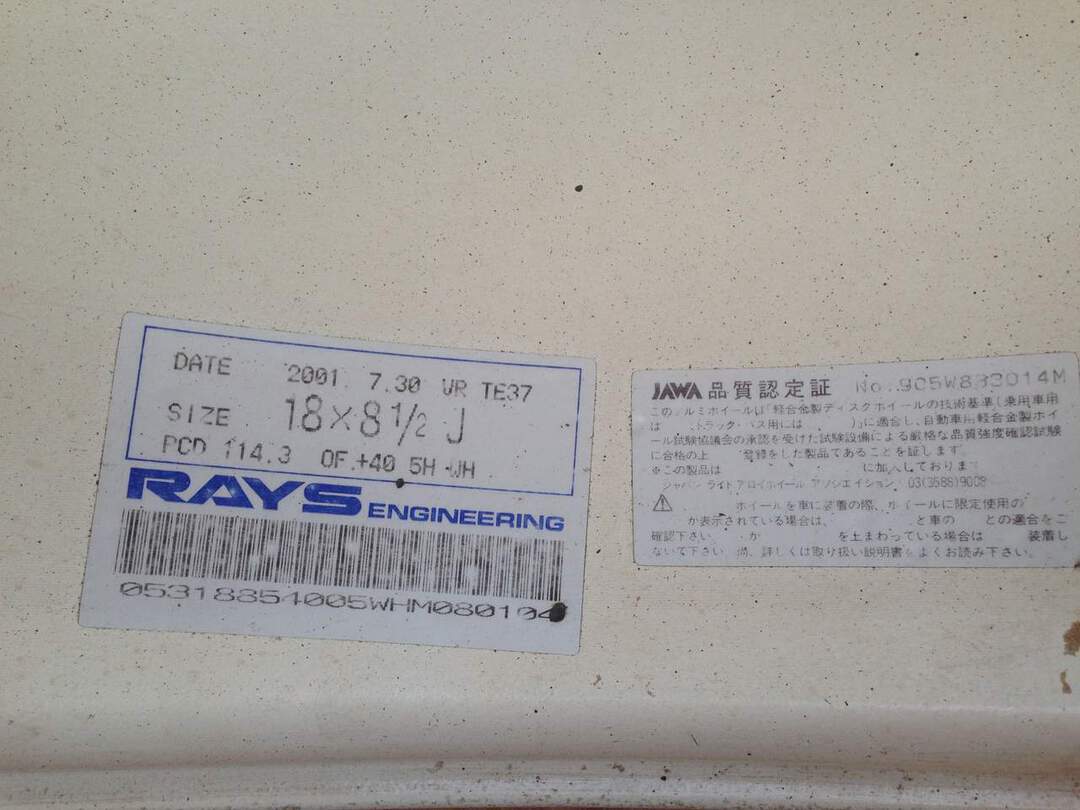 DATE 2001. 7.30 VR TE37
SIZE 18×8 1/2 J
PCD 114.3 OF.+40 5H WH
RAYS ENGINEERING
05318854005WHM080104
JAWA 品質認定証 No.
このルミホイールは「軽合金製ディスクホイールの技術基準(乗用車用
は トラック・バス用には )」に適合し、自動車用軽合金製ホイ
ール試験協議会の承認を受けた試験設備による厳格な品質強度確認試験
に合格の上 登録をした製品であることを証します。
※この製品は に加入しております
ジャパン ライト アロイホイール アソシエイション 03(3588)9008
ホイールを車に装着の際、ホイールに限定使用の
が表示されている場合は、 と車の との適合をご
確認下さい。 か を上まわっている場合は 装着し
ないで下さい 尚、詳しくは取り扱い説明書をよくお読み下さい。